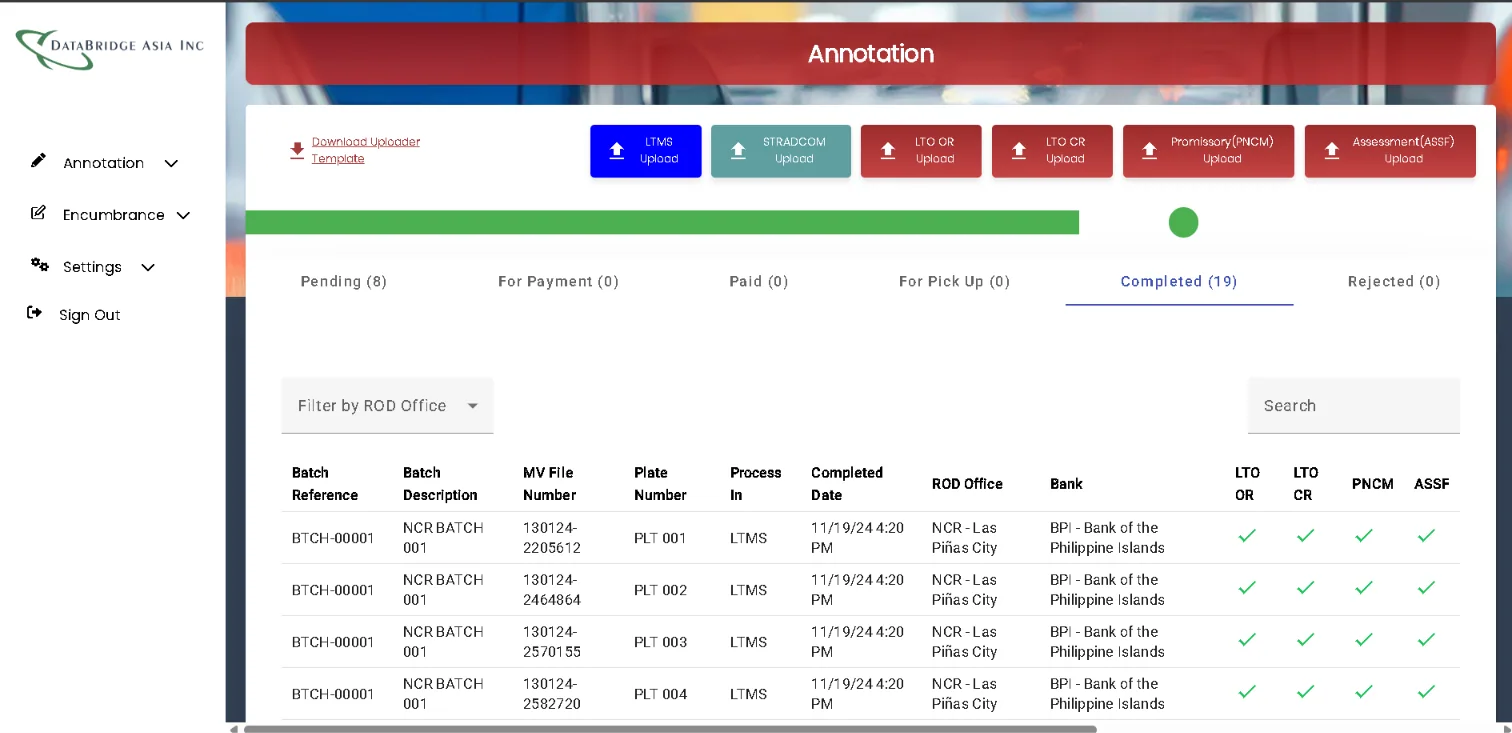 DATABRIDGE ASIA INC
Annotation
Encumbrance
Settings
Sign Out
Annotation
Download Uploader
Template
LTMS
Upload
STRADCOM
Upload
LTO OR
Upload
LTO CR
Upload
Promissory(PNCM)
Upload
Assessment(ASSF)
Upload
Pending (8)
For Payment (0)
Paid (0)
For Pick Up (0)
Completed (19)
Rejected (0)
Filter by ROD Office
Search
Batch Reference Batch Description MV File Number Plate Number Process In Completed Date ROD Office Bank LTO OR LTO CR PNCM ASSF
BTCH-00001 NCR BATCH 001 130124-2205612 PLT 001 LTMS 11/19/24 4:20 PM NCR - Las Piñas City BPI - Bank of the Philippine Islands
BTCH-00001 NCR BATCH 001 130124-2464864 PLT 002 LTMS 11/19/24 4:20 PM NCR - Las Piñas City BPI - Bank of the Philippine Islands
BTCH-00001 NCR BATCH 001 130124-2570155 PLT 003 LTMS 11/19/24 4:20 PM NCR - Las Piñas City BPI - Bank of the Philippine Islands
BTCH-00001 NCR BATCH 001 130124-2582720 PLT 004 LTMS 11/19/24 4:20 PM NCR - Las Piñas City BPI - Bank of the Philippine Islands